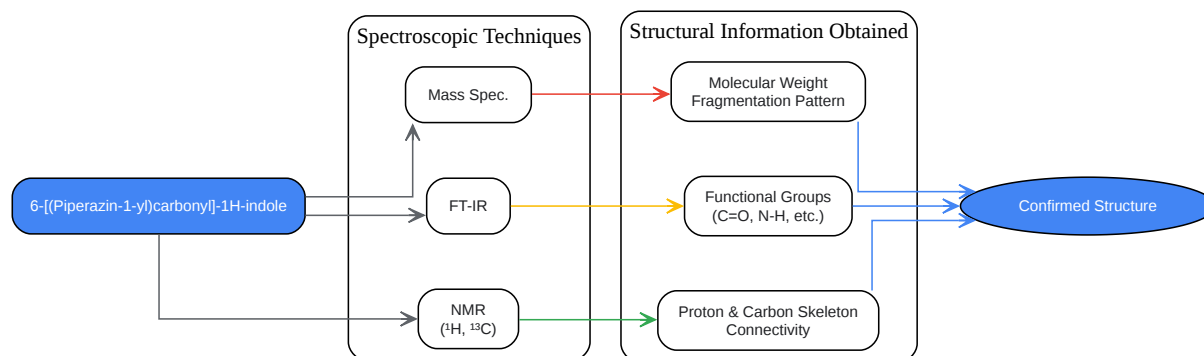 Spectroscopic Techniques
Structural Information Obtained
Mass Spec.
Molecular Weight
Fragmentation Pattern
6-[(Piperazin-1-yl)carbonyl]-1H-indole
FT-IR
Functional Groups
(C=O, N-H, etc.)
Confirmed Structure
NMR
(¹H, ¹³C)
Proton & Carbon Skeleton
Connectivity